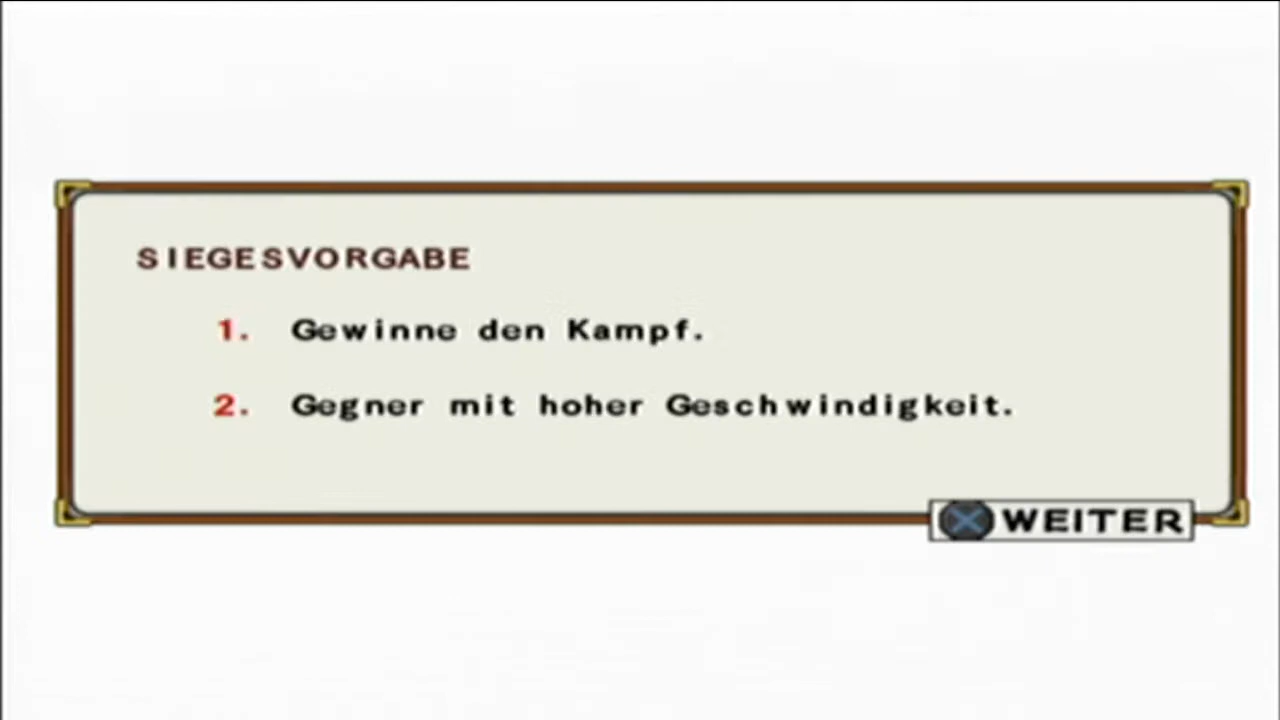 SIEGESVORGABE
1. Gewinne den Kampf.
2. Gegner mit hoher Geschwindigkeit.
WEITER